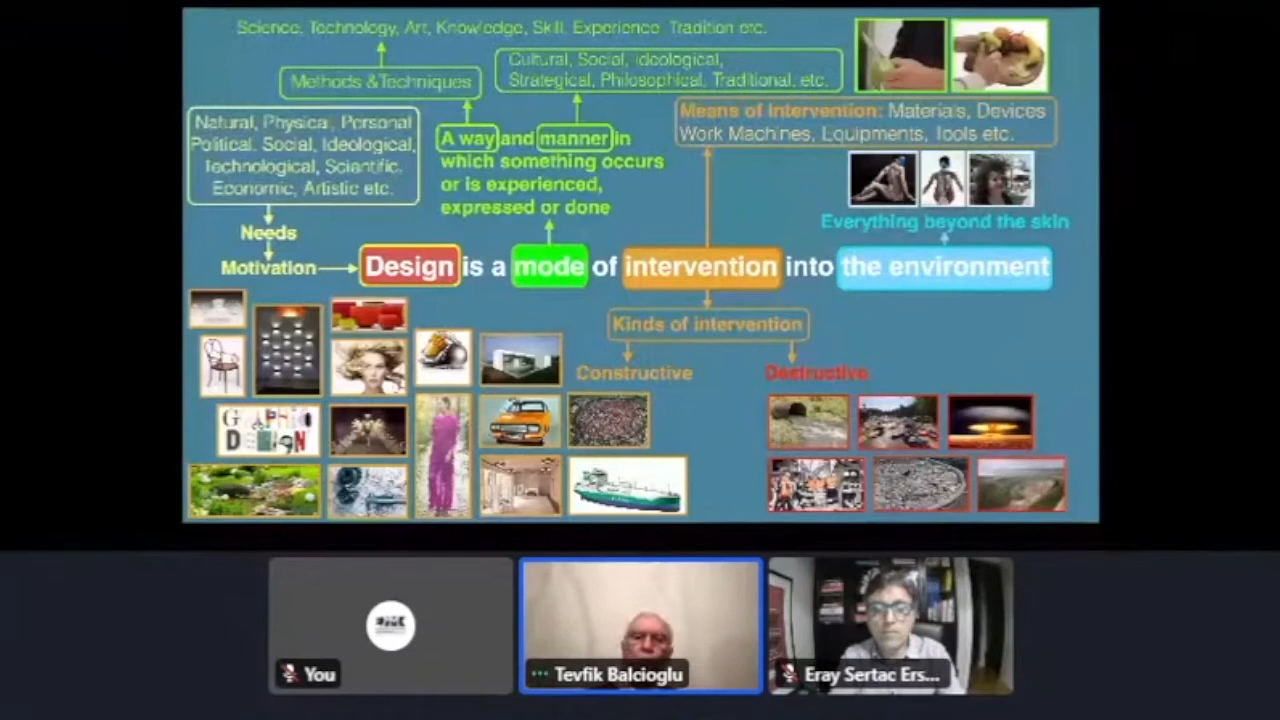 Science, Technology, Art, Knowledge, Skill, Experience Tradition etc.
Methods &Techniques
Cultural, Social, Ideological,
Strategical, Philosophical, Traditional, etc.
Natural, Physical, Personal
Political, Social, Ideological,
Technological, Scientific,
Economic, Artistic etc.
Needs
Motivation
A way and manner in
which something occurs
or is experienced,
expressed or done
Means of Intervention: Materials, Devices
Work Machines, Equipments, Tools etc.
Everything beyond the skin
Design is a mode of intervention into the environment
Kinds of intervention
Constructive
Destructive
GRAPHIC
DESIGN
You
Tevfik Balcioglu
Eray Sertac Ers...